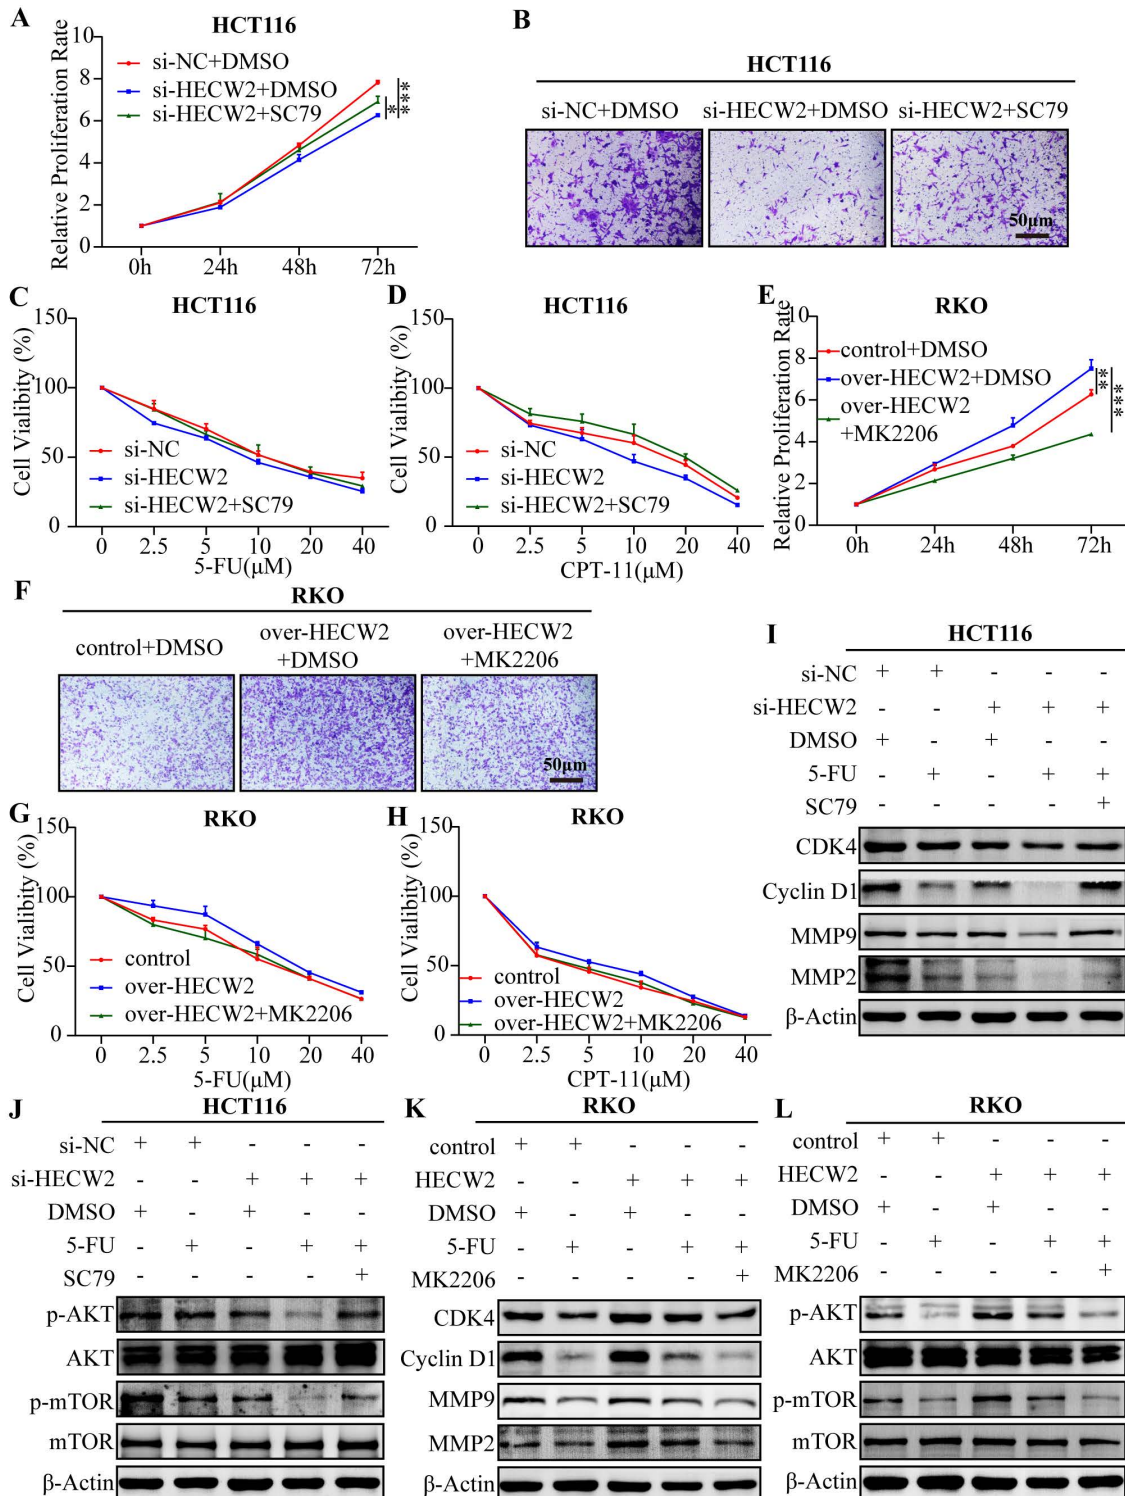 A
HCT116
Relative Proliferation Rate
10
8
6
4
2
0
si-NC+DMSO
si-HECW2+DMSO
si-HECW2+SC79
*
***
0h 24h 48h 72h
B
HCT116
si-NC+DMSO si-HECW2+DMSO si-HECW2+SC79
50μm
C
HCT116
Cell Vialibity (%)
150
100
50
0
si-NC
si-HECW2
si-HECW2+SC79
0 2.5 5 10 20 40
5-FU(μM)
D
HCT116
Cell Vialibity (%)
150
100
50
0
si-NC
si-HECW2
si-HECW2+SC79
0 2.5 5 10 20 40
CPT-11(μM)
E
RKO
Relative Proliferation Rate
10
8
6
4
2
0
control+DMSO
over-HECW2+DMSO
over-HECW2
+MK2206
**
***
0h 24h 48h 72h
F
RKO
control+DMSO
over-HECW2
+DMSO
over-HECW2
+MK2206
50μm
G
RKO
Cell Vialibity (%)
150
100
50
0
control
over-HECW2
over-HECW2+MK2206
0 2.5 5 10 20 40
5-FU(μM)
H
RKO
Cell Vialibity (%)
150
100
50
0
control
over-HECW2
over-HECW2+MK2206
0 2.5 5 10 20 40
CPT-11(μM)
I
HCT116
si-NC + + - - -
si-HECW2 - - + + +
DMSO + - + - -
5-FU - + - + +
SC79 - - - - +
CDK4
Cyclin D1
MMP9
MMP2
β-Actin
J
HCT116
si-NC + + - - -
si-HECW2 - - + + +
DMSO + - + - -
5-FU - + - + +
SC79 - - - - +
p-AKT
AKT
p-mTOR
mTOR
β-Actin
K
RKO
control + + - - -
HECW2 - - + + +
DMSO + - + - -
5-FU - + - + +
MK2206 - - - - +
CDK4
Cyclin D1
MMP9
MMP2
β-Actin
L
RKO
control + + - - -
HECW2 - - + + +
DMSO + - + - -
5-FU - + - + +
MK2206 - - - - +
p-AKT
AKT
p-mTOR
mTOR
β-Actin